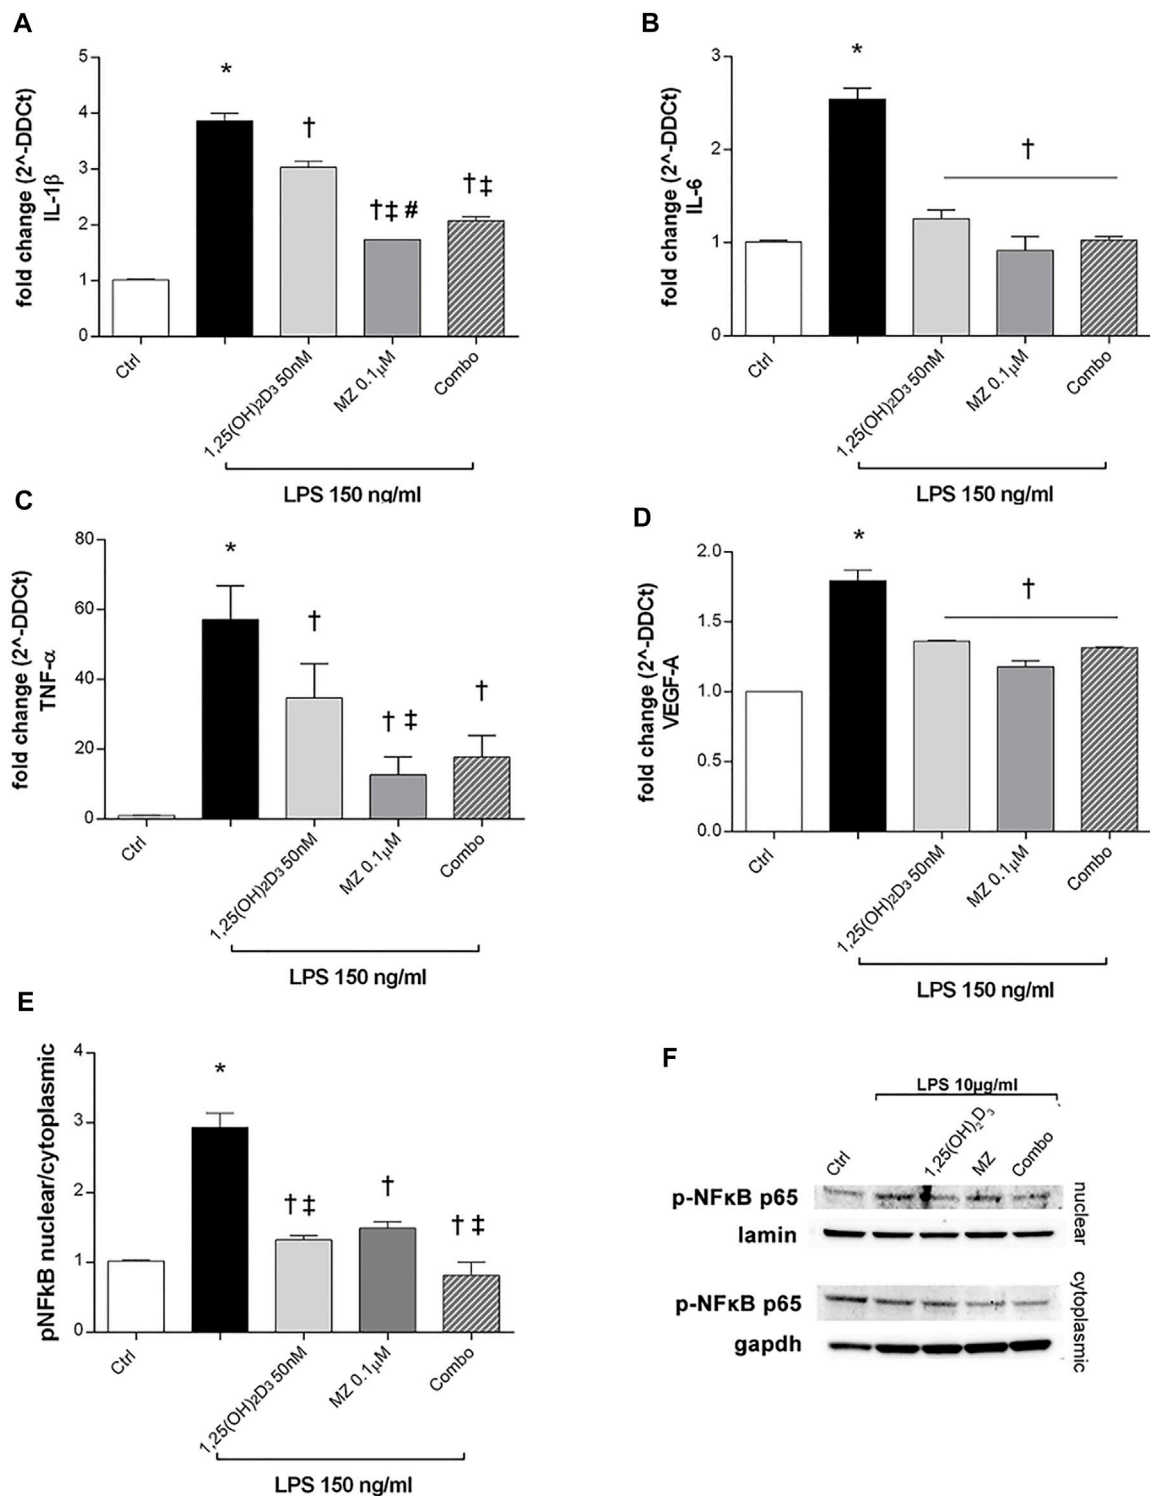 A
fold change (2^-DDCt)
IL-1β
5
4
3
2
1
0
*
†
†‡ #
†‡
Ctrl
1,25(OH)₂D₃ 50nM
MZ 0.1μM
Combo
LPS 150 ng/ml
B
fold change (2^-DDCt)
IL-6
3
2
1
0
*
†
Ctrl
1,25(OH)₂D₃ 50nM
MZ 0.1μM
Combo
LPS 150 ng/ml
C
fold change (2^-DDCt)
TNF-α
80
60
40
20
0
*
†
† ‡
†
Ctrl
1,25(OH)₂D₃ 50nM
MZ 0.1μM
Combo
LPS 150 ng/ml
D
fold change (2^-DDCt)
VEGF-A
2.0
1.5
1.0
0.5
0.0
*
†
Ctrl
1,25(OH)₂D₃ 50nM
MZ 0.1μM
Combo
LPS 150 ng/ml
E
pNFkB nuclear/cytoplasmic
4
3
2
1
0
*
†‡
†
†‡
Ctrl
1,25(OH)₂D₃ 50nM
MZ 0.1μM
Combo
LPS 150 ng/ml
F
LPS 10μg/ml
Ctrl
1,25(OH)₂D₃
MZ
Combo
p-NFκB p65
lamin
nuclear
p-NFκB p65
gapdh
cytoplasmic